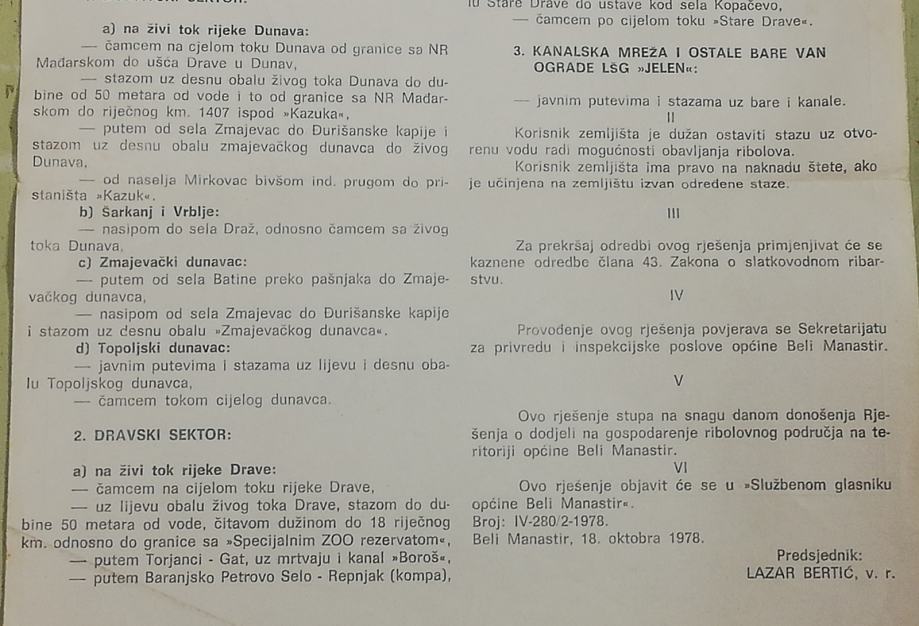 a) na živi tok rijeke Dunava:
— čamcem na cjelom toku Dunava od granice sa NR
Mađarskom do ušća Drave u Dunav,
— stazom uz desnu obalu živog toka Dunava do du-
bine od 50 metara od vode i to od granice sa NR Mađar-
skom do riječnog km. 1407 ispod »Kazuka«,
— putem od sela Zmajevac do Đurišanske kapije i
stazom uz desnu obalu zmajevačkog dunavca do živog
Dunava,
— od naselja Mirkovac bivšom ind. prugom do pri-
staništa »Kazuk«.
b) Šarkanj i Vrblje:
— nasipom do sela Draž, odnosno čamcem sa živog
toka Dunava,
c) Zmajevački dunavac:
— putem od sela Batine preko pašnjaka do Zmaje-
vačkog dunavca,
— nasipom od sela Zmajevac do Đurišanske kapije
i stazom uz desnu obalu »Zmajevačkog dunavca«.
d) Topoljski dunavac:
— javnim putevima i stazama uz lijevu i desnu oba-
lu Topoljskog dunavca,
— čamcem tokom cijelog dunavca.
2. DRAVSKI SEKTOR:
a) na živi tok rijeke Drave:
— čamcem na cijelom toku rijeke Drave,
— uz lijevu obalu živog toka Drave, stazom do du-
bine 50 metara od vode, čitavom dužinom do 18 riječnog
km. odnosno do granice sa »Specijalnim ZOO rezervatom«,
— putem Torjanci - Gat, uz mrtvaju i kanal »Boroš«,
— putem Baranjsko Petrovo Selo - Repnjak (kompa),
lu Stare Drave do ustave kod sela Kopačevo,
— čamcem po cijelom toku »Stare Drave«.
3. KANALSKA MREŽA I OSTALE BARE VAN
OGRADE LŠG »JELEN«:
— javnim putevima i stazama uz bare i kanale.
II
Korisnik zemljišta je dužan ostaviti stazu uz otvo-
renu vodu radi mogućnosti obavljanja ribolova.
Korisnik zemljišta ima pravo na naknadu štete, ako
je učinjena na zemljištu izvan određene staze.
III
Za prekršaj odredbi ovog rješenja primjenjivat će se
kaznene odredbe člana 43. Zakona o slatkovodnom ribar-
stvu.
IV
Provođenje ovog rješenja povjerava se Sekretarijatu
za privredu i inspekcijske poslove općine Beli Manastir.
V
Ovo rješenje stupa na snagu danom donošenja Rje-
šenja o dodjeli na gospodarenje ribolovnog područja na te-
ritoriji općine Beli Manastir.
VI
Ovo rješenje objavit će se u »Službenom glasniku
općine Beli Manastir«.
Broj: IV-280/2-1978.
Beli Manastir, 18. oktobra 1978.
Predsjednik:
LAZAR BERTIĆ, v. r.